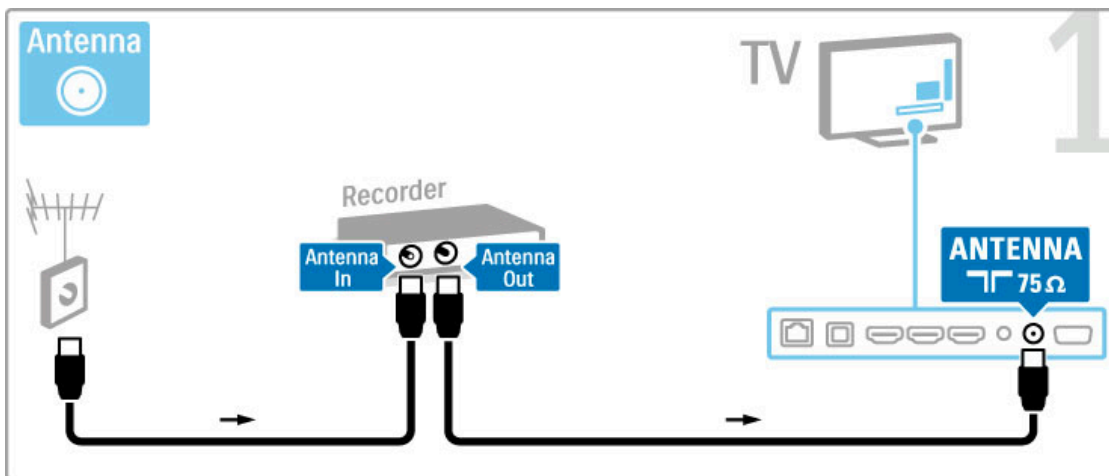 Antenna
TV
1
Recorder
Antenna
In
Antenna
Out
ANTENNA
75 Ω